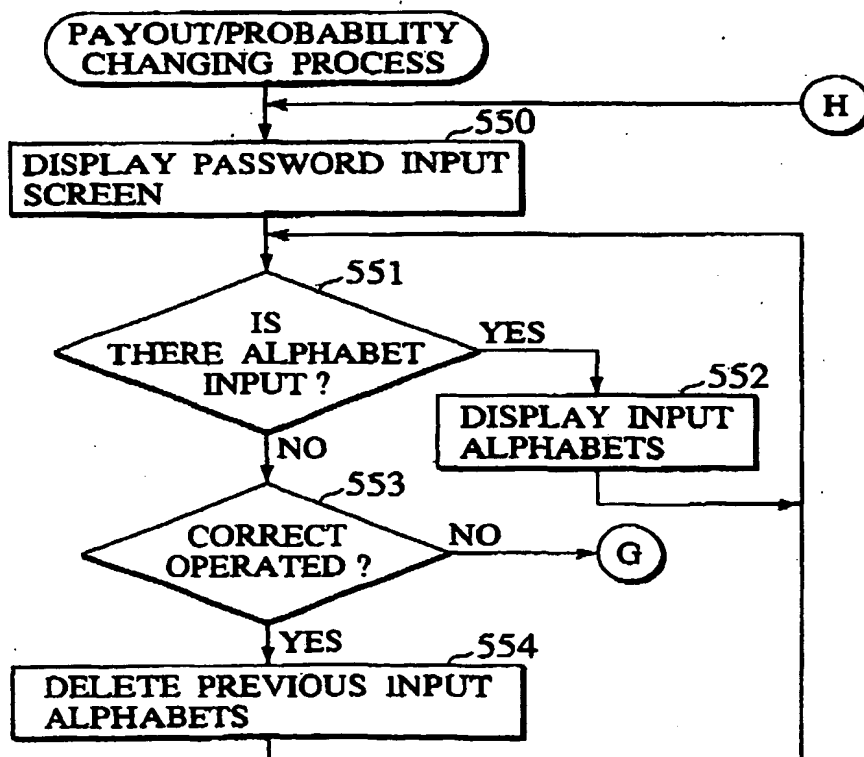 PAYOUT/PROBABILITY
CHANGING PROCESS
H
550
DISPLAY PASSWORD INPUT
SCREEN
551
IS
THERE ALPHABET
INPUT?
YES
552
DISPLAY INPUT
ALPHABETS
NO
553
CORRECT
OPERATED?
NO
G
YES
554
DELETE PREVIOUS INPUT
ALPHABETS